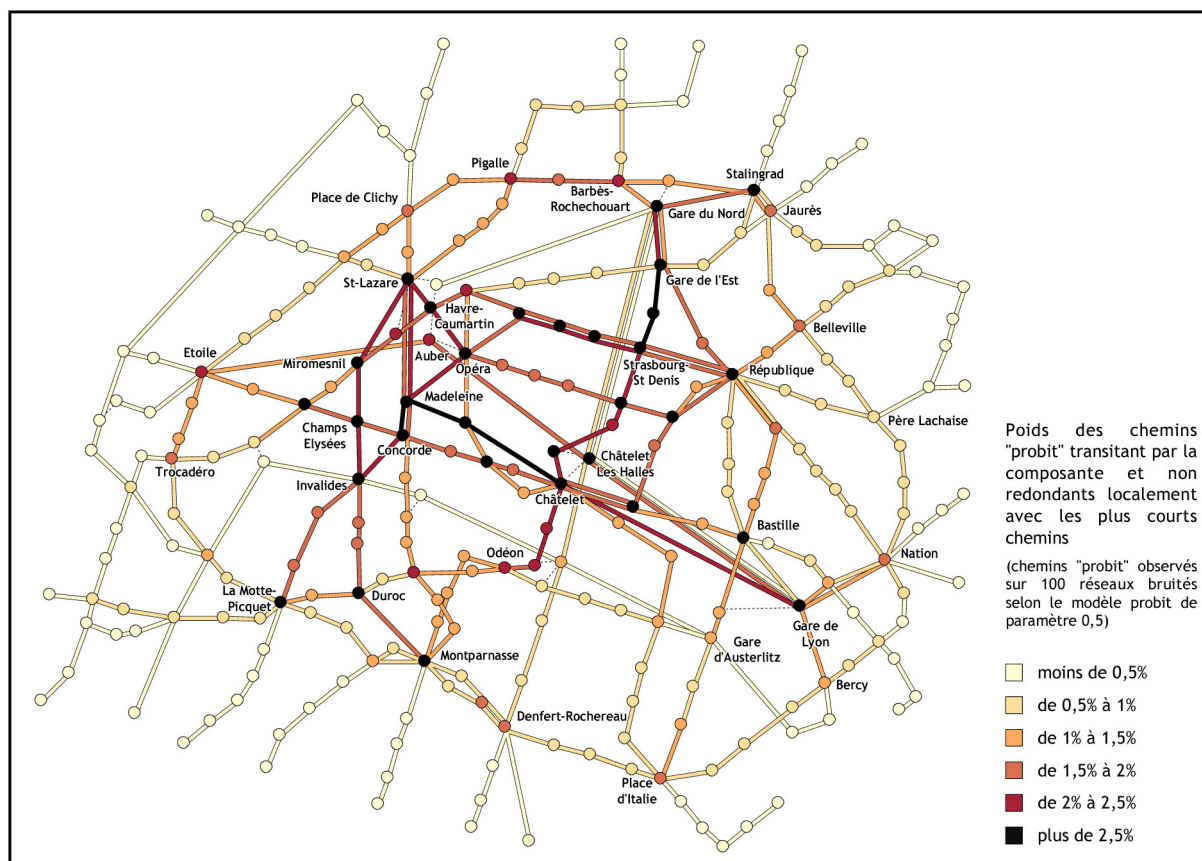 Pigalle
Stalingrad
Place de Clichy
Barbès-
Rochechouart
Gare du Nord
Jaurès
St-Lazare
Gare de l'Est
Havre-
Caumartin
Belleville
Etoile
Miromesnil
Auber
Opéra
Strasbourg-
St Denis
République
Madeleine
Champs
Elysées
Concorde
Père Lachaise
Châtelet
Les Halles
Trocadéro
Invalides
Châtelet
Bastille
Odéon
Nation
La Motte-
Picquet
Duroc
Gare de
Lyon
Gare
d'Austerlitz
Montparnasse
Bercy
Denfert-Rochereau
Place
d'Italie
Poids des chemins
"probit" transitant par la
composante et non
redondants localement
avec les plus courts
chemins
(chemins "probit" observés
sur 100 réseaux bruités
selon le modèle probit de
paramètre 0,5)
moins de 0,5%
de 0,5% à 1%
de 1% à 1,5%
de 1,5% à 2%
de 2% à 2,5%
plus de 2,5%